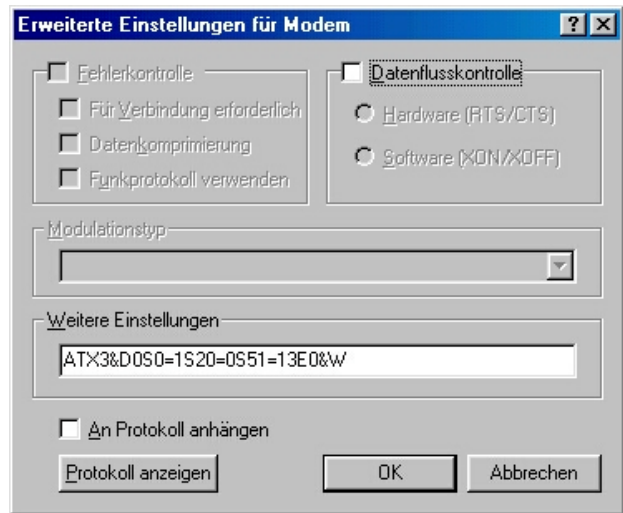 Erweiterte Einstellungen für Modem
Fehlerkontrolle
Für Verbindung erforderlich
Datenkomprimierung
Funkprotokoll verwenden
Datenflusskontrolle
Hardware (RTS/CTS)
Software (XON/XOFF)
Modulationstyp
Weitere Einstellungen
ATX3&D0S0=1S20=0S51=13E0&W
An Protokoll anhängen
Protokoll anzeigen
OK
Abbrechen